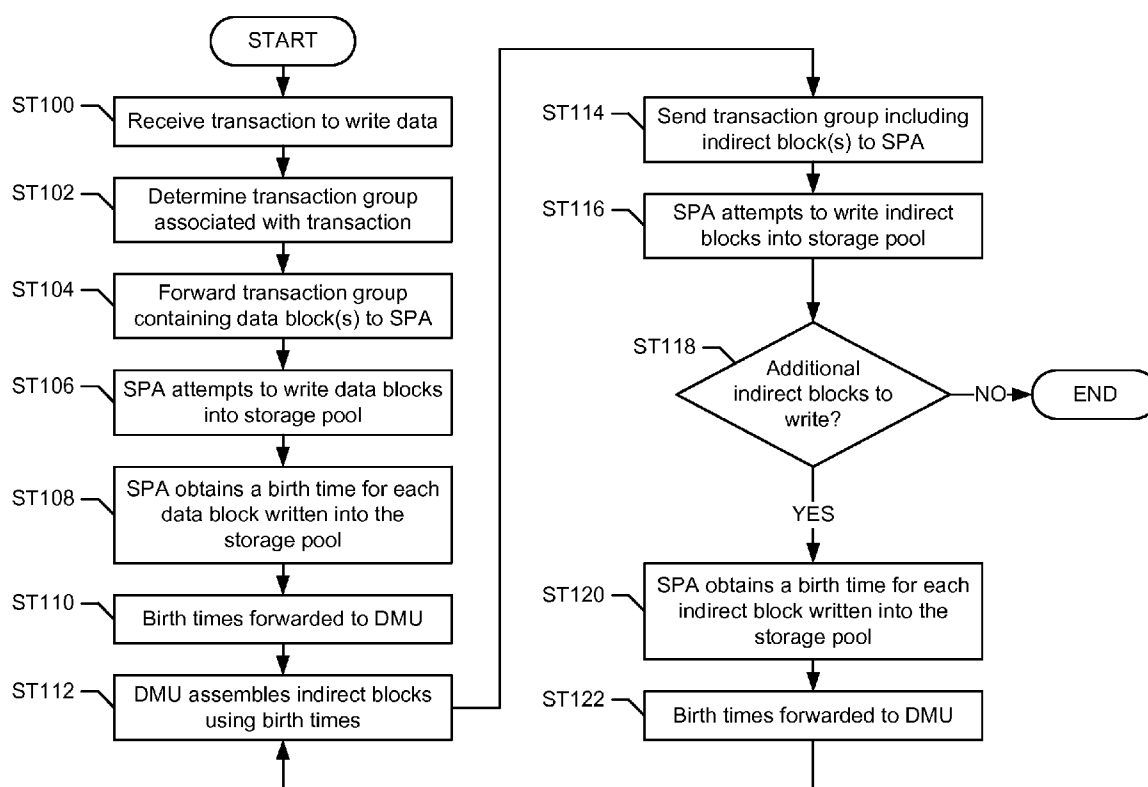 START
ST100
Receive transaction to write data
ST102
Determine transaction group
associated with transaction
ST104
Forward transaction group
containing data block(s) to SPA
ST106
SPA attempts to write data blocks
into storage pool
ST108
SPA obtains a birth time for each
data block written into the
storage pool
ST110
Birth times forwarded to DMU
ST112
DMU assembles indirect blocks
using birth times
ST114
Send transaction group including
indirect block(s) to SPA
ST116
SPA attempts to write indirect
blocks into storage pool
ST118
Additional
indirect blocks to
write?
NO
END
YES
ST120
SPA obtains a birth time for each
indirect block written into the
storage pool
ST122
Birth times forwarded to DMU